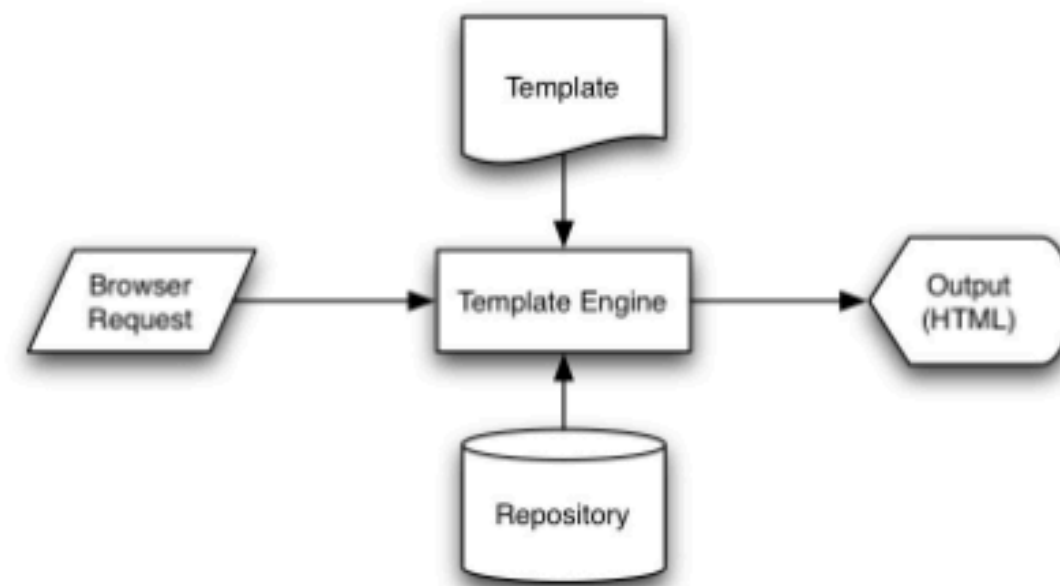 Template
Browser
Request
Template Engine
Output
(HTML)
Repository